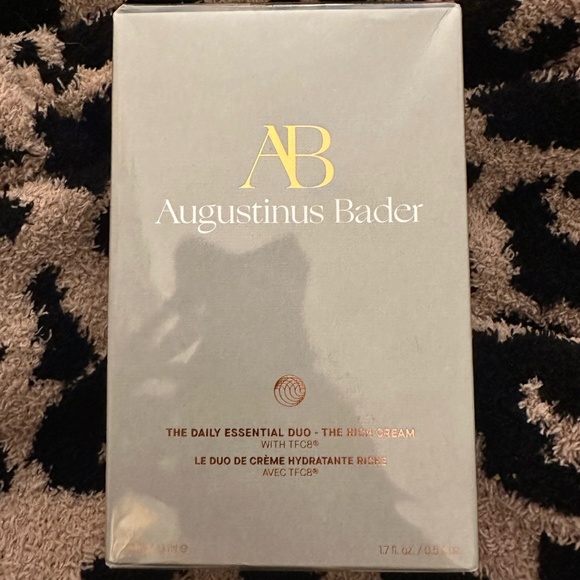 AB
Augustinus Bader
THE DAILY ESSENTIAL DUO - THE RICH CREAM
WITH TFC8®
LE DUO DE CRÈME HYDRATANTE RICHE
AVEC TFC8®
ml ℮
1.7 fl. oz. /